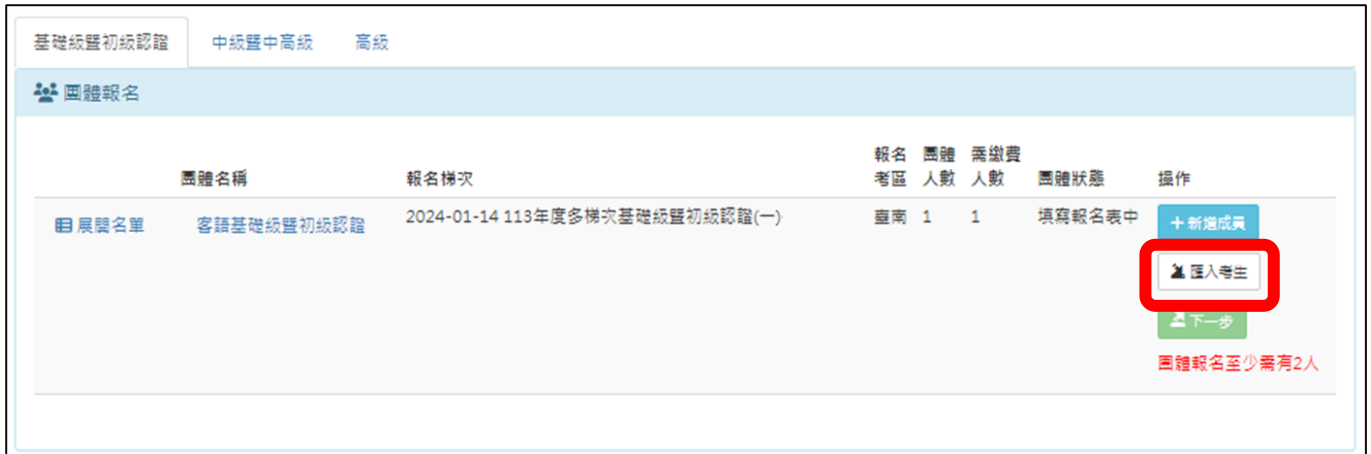 基礎級暨初級認證 中級暨中高級 高級
團體報名
團體名稱 報名梯次 報名考區 團體人數 需繳費人數 團體狀態 操作
展開名單 客語基礎級暨初級認證 2024-01-14 113年度多梯次基礎級暨初級認證(一) 臺南 1 1 填寫報名表中 +新增成員
匯入考生
下一步
團體報名至少需有2人